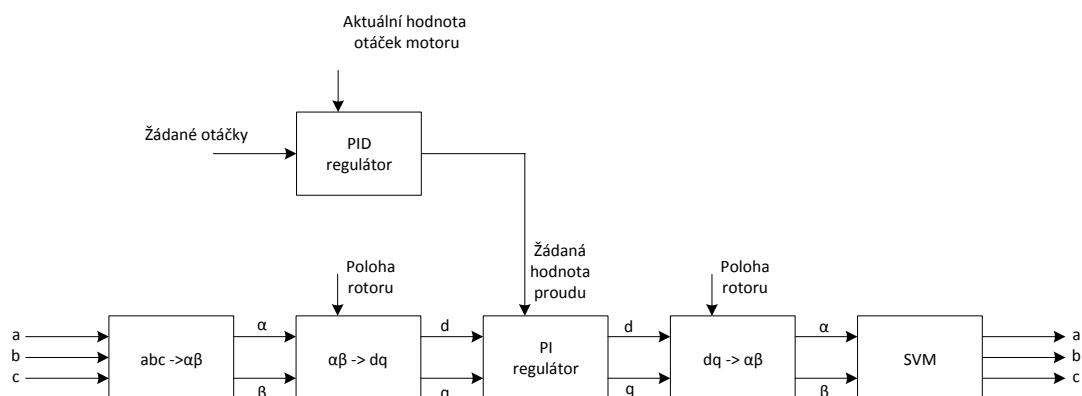 Aktuální hodnota
otáček motoru
Žádané otáčky
PID
regulátor
Poloha
rotoru
Žádaná
hodnota
proudu
Poloha
rotoru
a
b
c
abc ->αβ
α
β
αβ -> dq
d
q
PI
regulátor
d
q
dq -> αβ
α
β
SVM
a
b
c